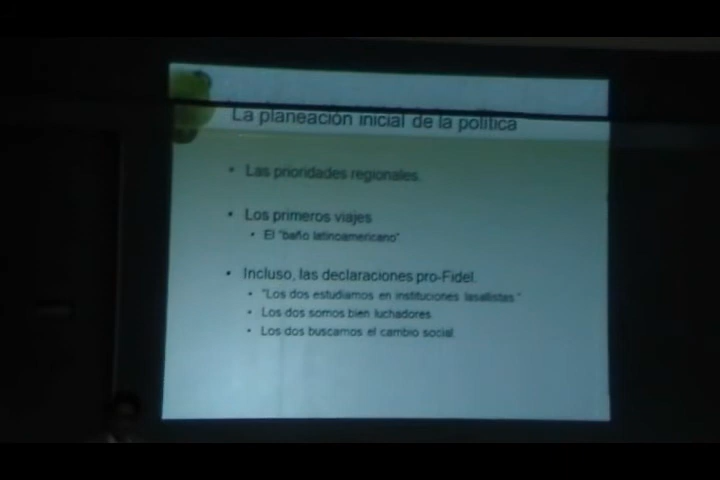 La planeación inicial de la política
• Las prioridades regionales.
• Los primeros viajes
• El "baño latinoamericano"
• Incluso, las declaraciones pro-Fidel.
• "Los dos estudiamos en instituciones lasallistas."
• Los dos somos bien luchadores.
• Los dos buscamos el cambio social.